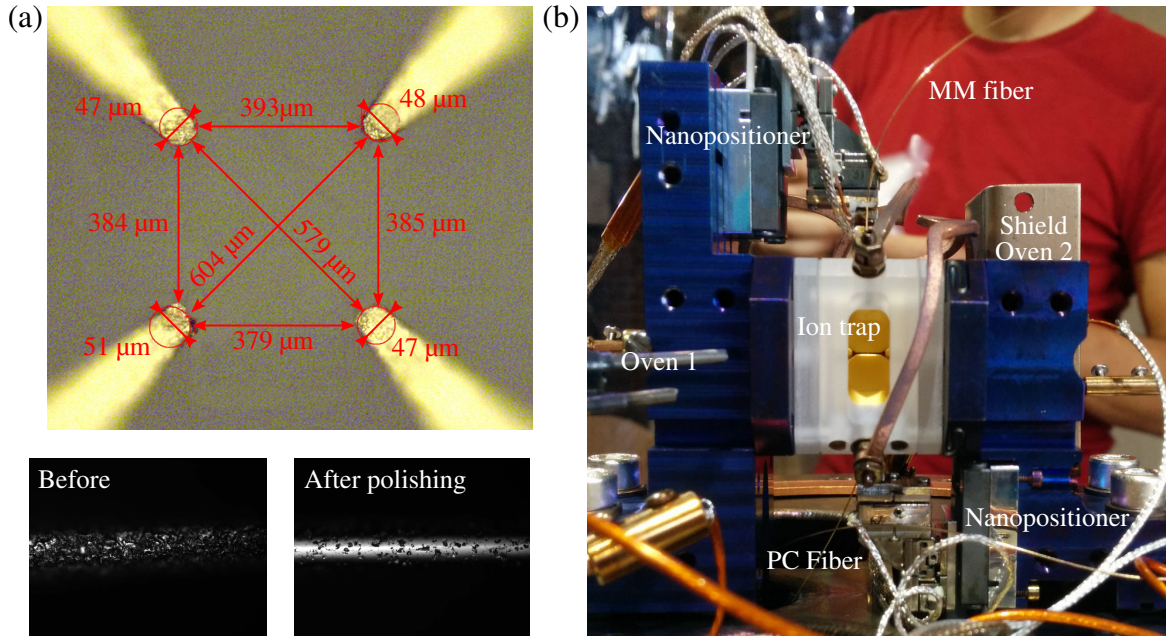 (a)
47 μm
393μm
48 μm
384 μm
385 μm
604 μm
579 μm
51 μm
379 μm
47 μm
Before
After polishing
(b)
MM fiber
Nanopositioner
Shield
Oven 2
Ion trap
Oven 1
Nanopositioner
PC Fiber